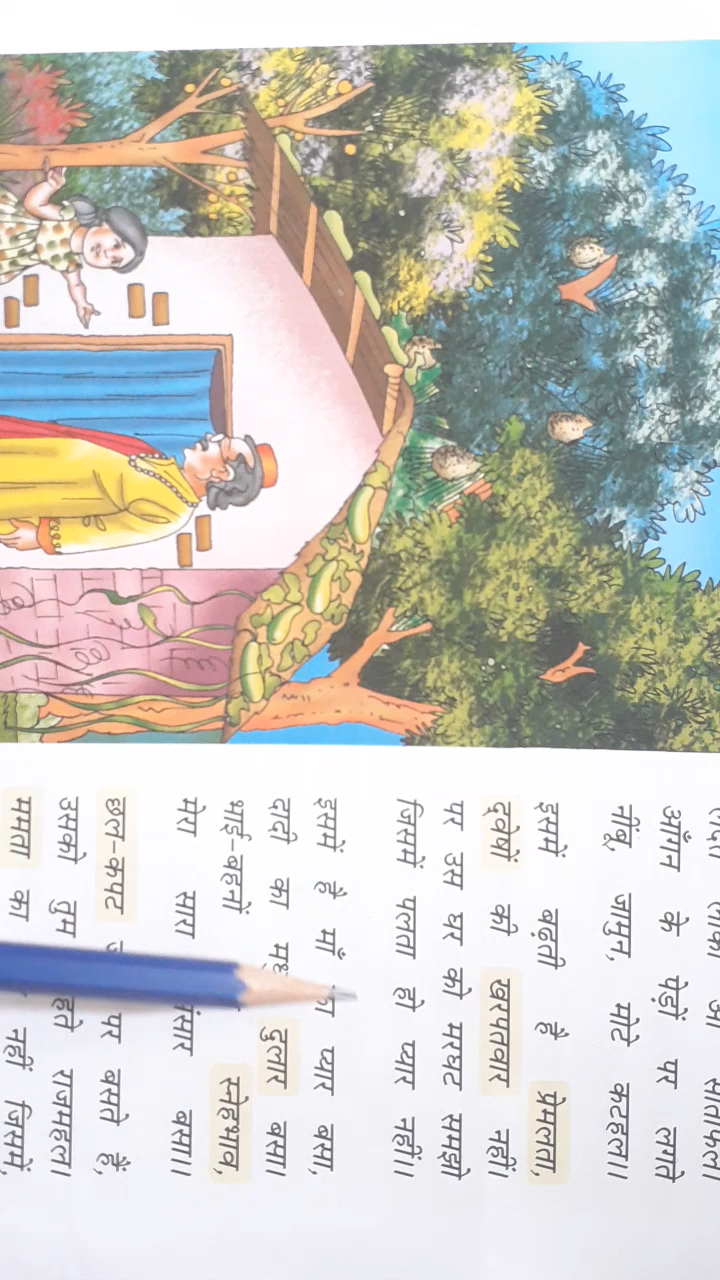 आँगन के पेड़ों पर लगते
नींबू, जामुन, मोटे कटहल।।
इसमें बढ़ती है प्रेमलता,
दुवेषों की खरपतवार नहीं।
पर उस घर को मरघट समझो
जिसमें पलता हो प्यार नहीं।।
इसमें है माँ का प्यार बसा,
दादी का दुलार बसा।
भाई-बहनों स्नेहभाव,
मेरा सारा बसा।।
छल-कपट पर बसते हैं,
उसको तुम राजमहल।
ममता का नहीं जिसमें,